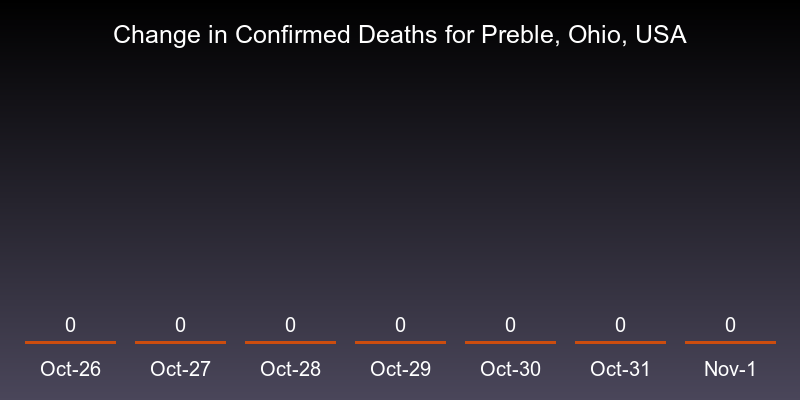 Change in Confirmed Deaths for Preble, Ohio, USA
0 0 0 0 0 0 0
Oct-26 Oct-27 Oct-28 Oct-29 Oct-30 Oct-31 Nov-1